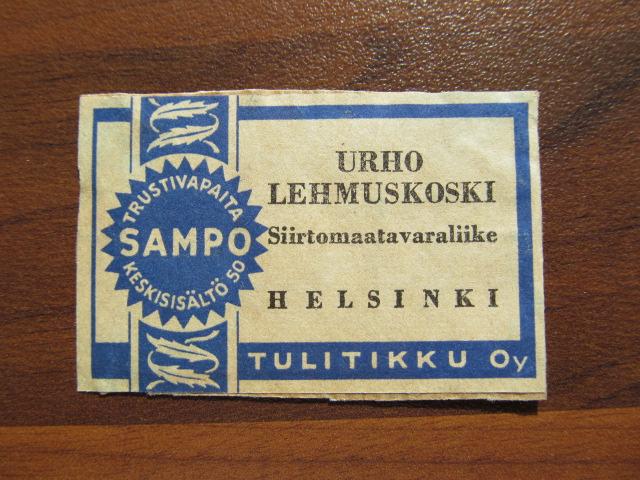 TRUSTIVAPAITA
SAMPO
KESKISISÄLTÖ 50
URHO
LEHMUSKOSKI
Siirtomaatavaraliike
HELSINKI
TULITIKKU Oy